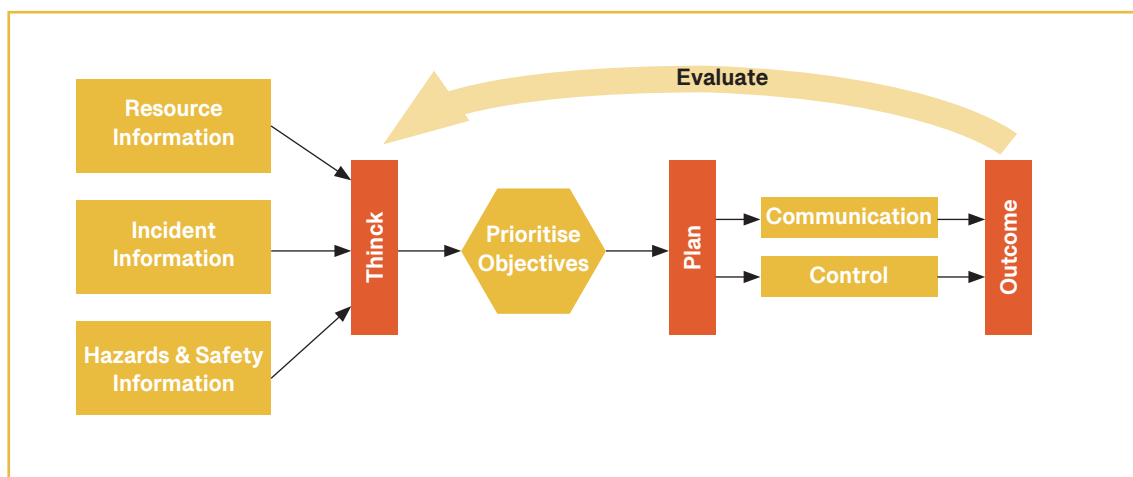 Evaluate
Resource
Information
Incident
Information
Hazards & Safety
Information
Thinck
Prioritise
Objectives
Plan
Communication
Control
Outcome